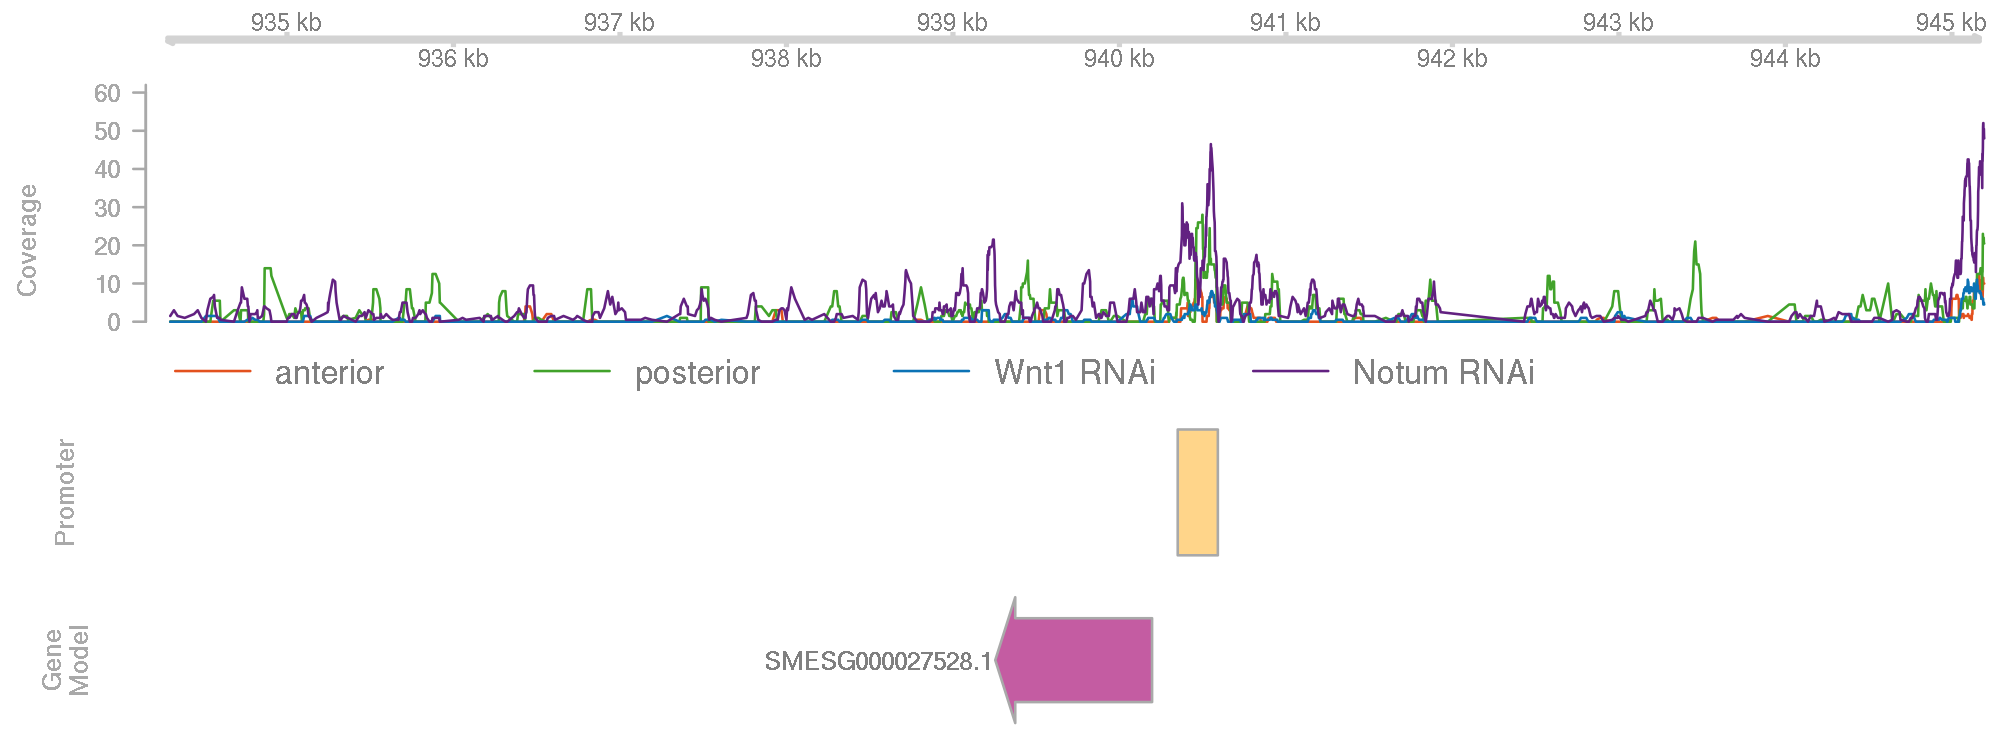 935 kb 937 kb 939 kb 941 kb 943 kb 945 kb
936 kb 938 kb 940 kb 942 kb 944 kb
Coverage
60
50
40
30
20
10
0
anterior posterior Wnt1 RNAi Notum RNAi
Promoter
Gene
Model
SMESG000027528.1